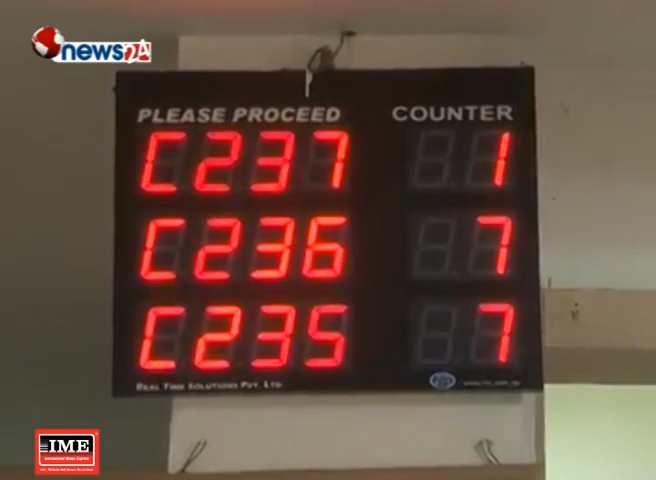 news24
PLEASE PROCEED COUNTER
C237 1
C236 7
C235 7
REAL TIME SOLUTIONS PVT. LTD.
IME